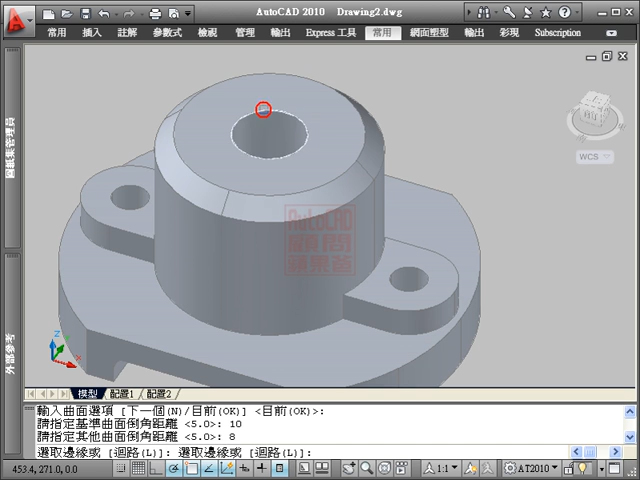 AutoCAD 2010 Drawing2.dwg
常用 插入 註解 參數式 檢視 管理 輸出 Express 工具 常用 網面塑型 輸出 彩現 Subscription
圖紙集管理員
WCS
AutoCAD
顧問
蘋果爸
外部參考
Z
X
模型 配置1 配置2
輸入曲面選項 [下一個(N)/目前(OK)] <目前(OK)>:
請指定基準曲面倒角距離 <5.0>: 10
請指定其他曲面倒角距離 <5.0>: 8
選取邊緣或 [迴路(L)]: 選取邊緣或 [迴路(L)]:
453.4, 271.0, 0.0 1:1 AT2010